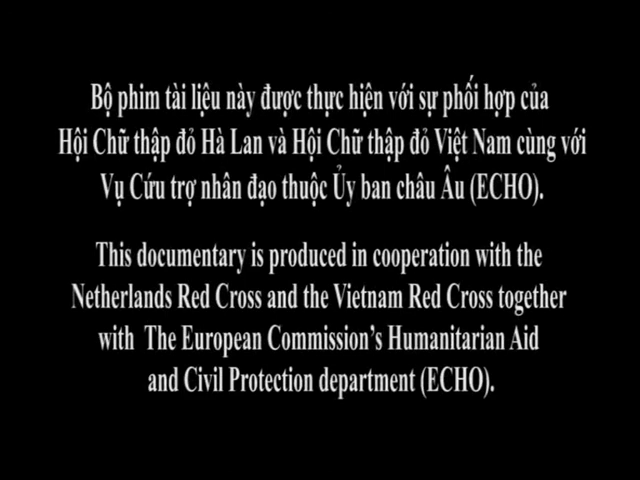 Bộ phim tài liệu này được thực hiện với sự phối hợp của
Hội Chữ thập đỏ Hà Lan và Hội Chữ thập đỏ Việt Nam cùng với
Vụ Cứu trợ nhân đạo thuộc Ủy ban châu Âu (ECHO).
This documentary is produced in cooperation with the
Netherlands Red Cross and the Vietnam Red Cross together
with The European Commission's Humanitarian Aid
and Civil Protection department (ECHO).